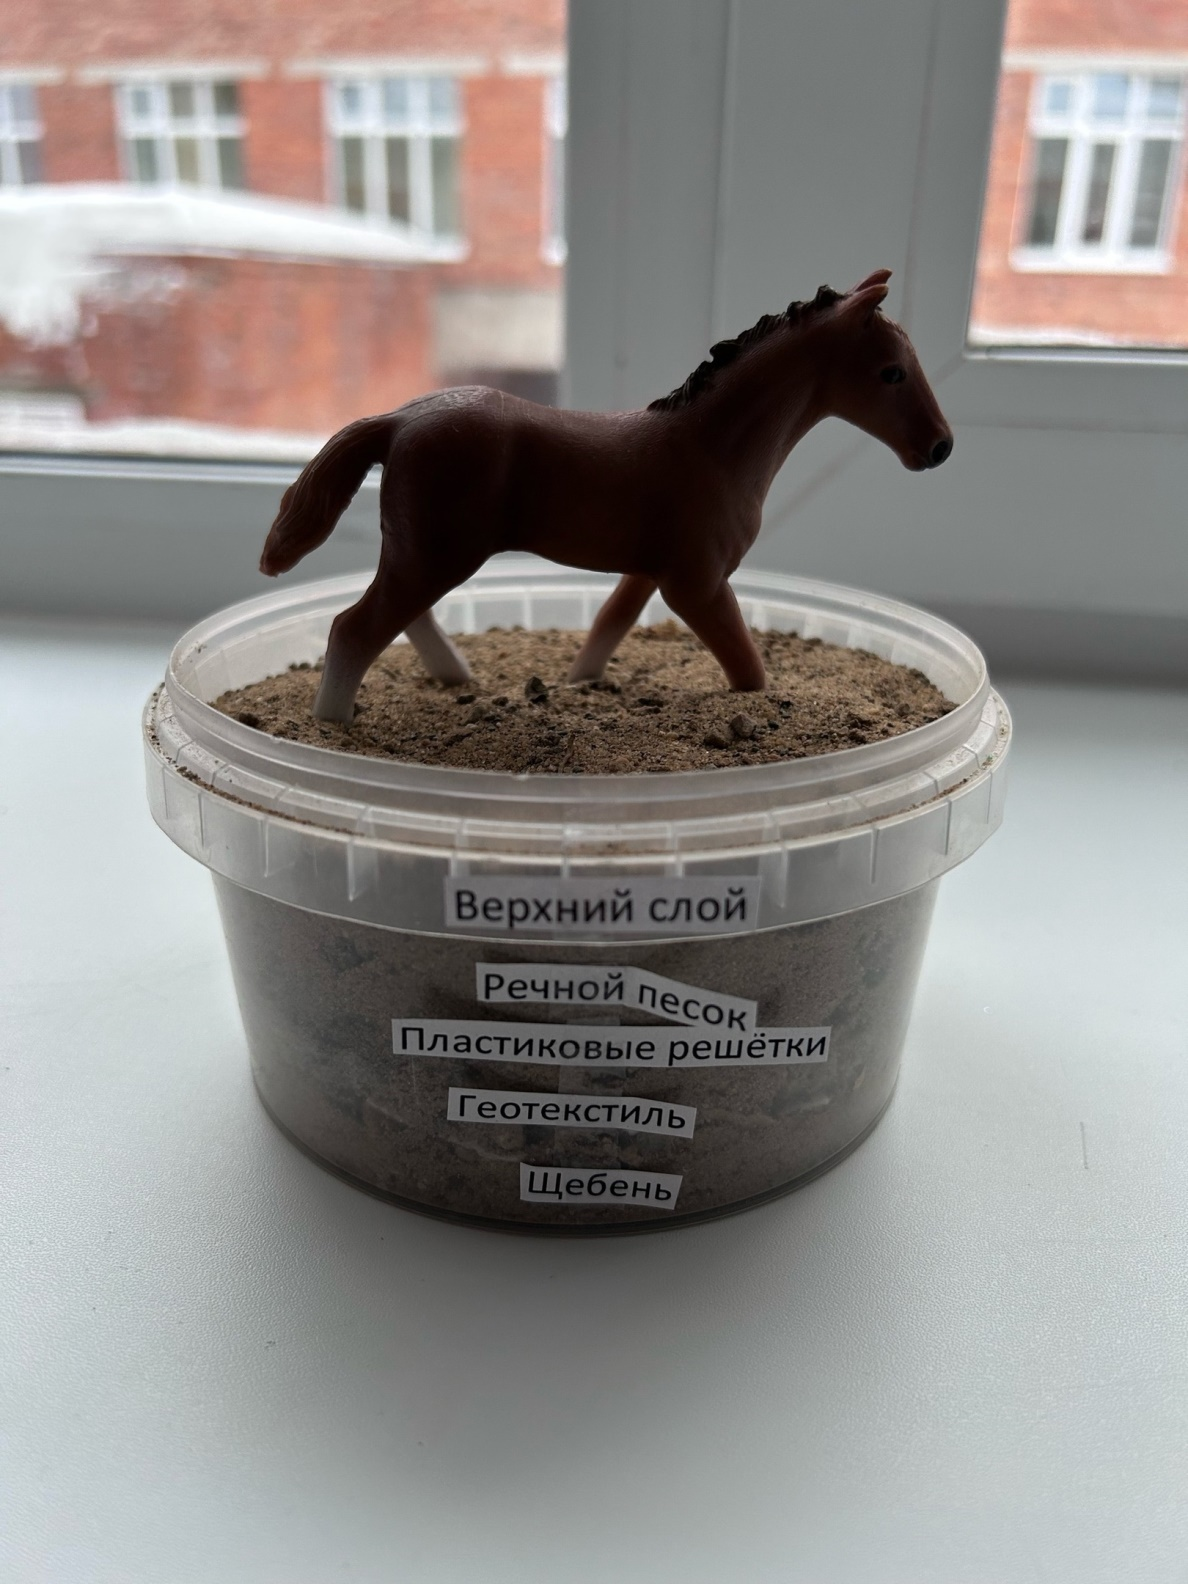 Верхний слой
Речной песок
Пластиковые решётки
Геотекстиль
Щебень